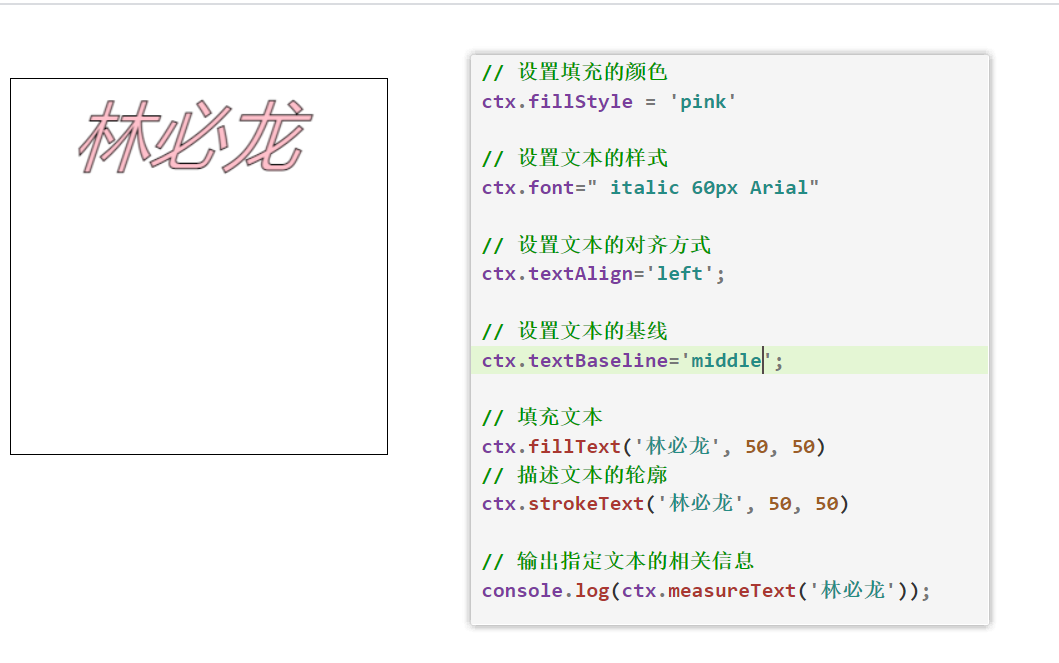 林必龙
// 设置填充的颜色
ctx.fillStyle = 'pink'
// 设置文本的样式
ctx.font=" italic 60px Arial"
// 设置文本的对齐方式
ctx.textAlign='left';
// 设置文本的基线
ctx.textBaseline='middle';
// 填充文本
ctx.fillText('林必龙', 50, 50)
// 描述文本的轮廓
ctx.strokeText('林必龙', 50, 50)
// 输出指定文本的相关信息
console.log(ctx.measureText('林必龙'));